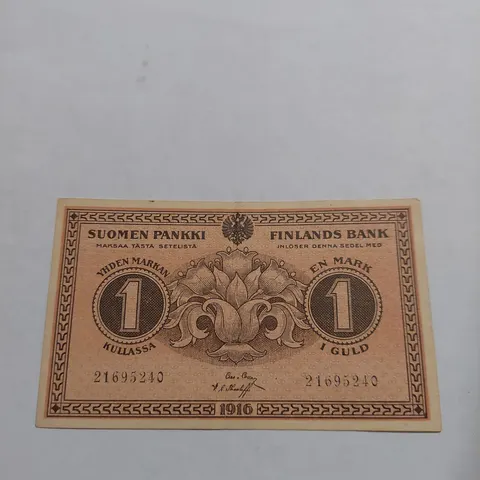 SUOMEN PANKKI
MAKSAA TÄSTÄ SETELISTÄ
YHDEN MARKAN
1
KULLASSA
FINLANDS BANK
INLÖSER DENNA SEDEL MED
EN MARK
1
I GULD
21695240
21695240
1916